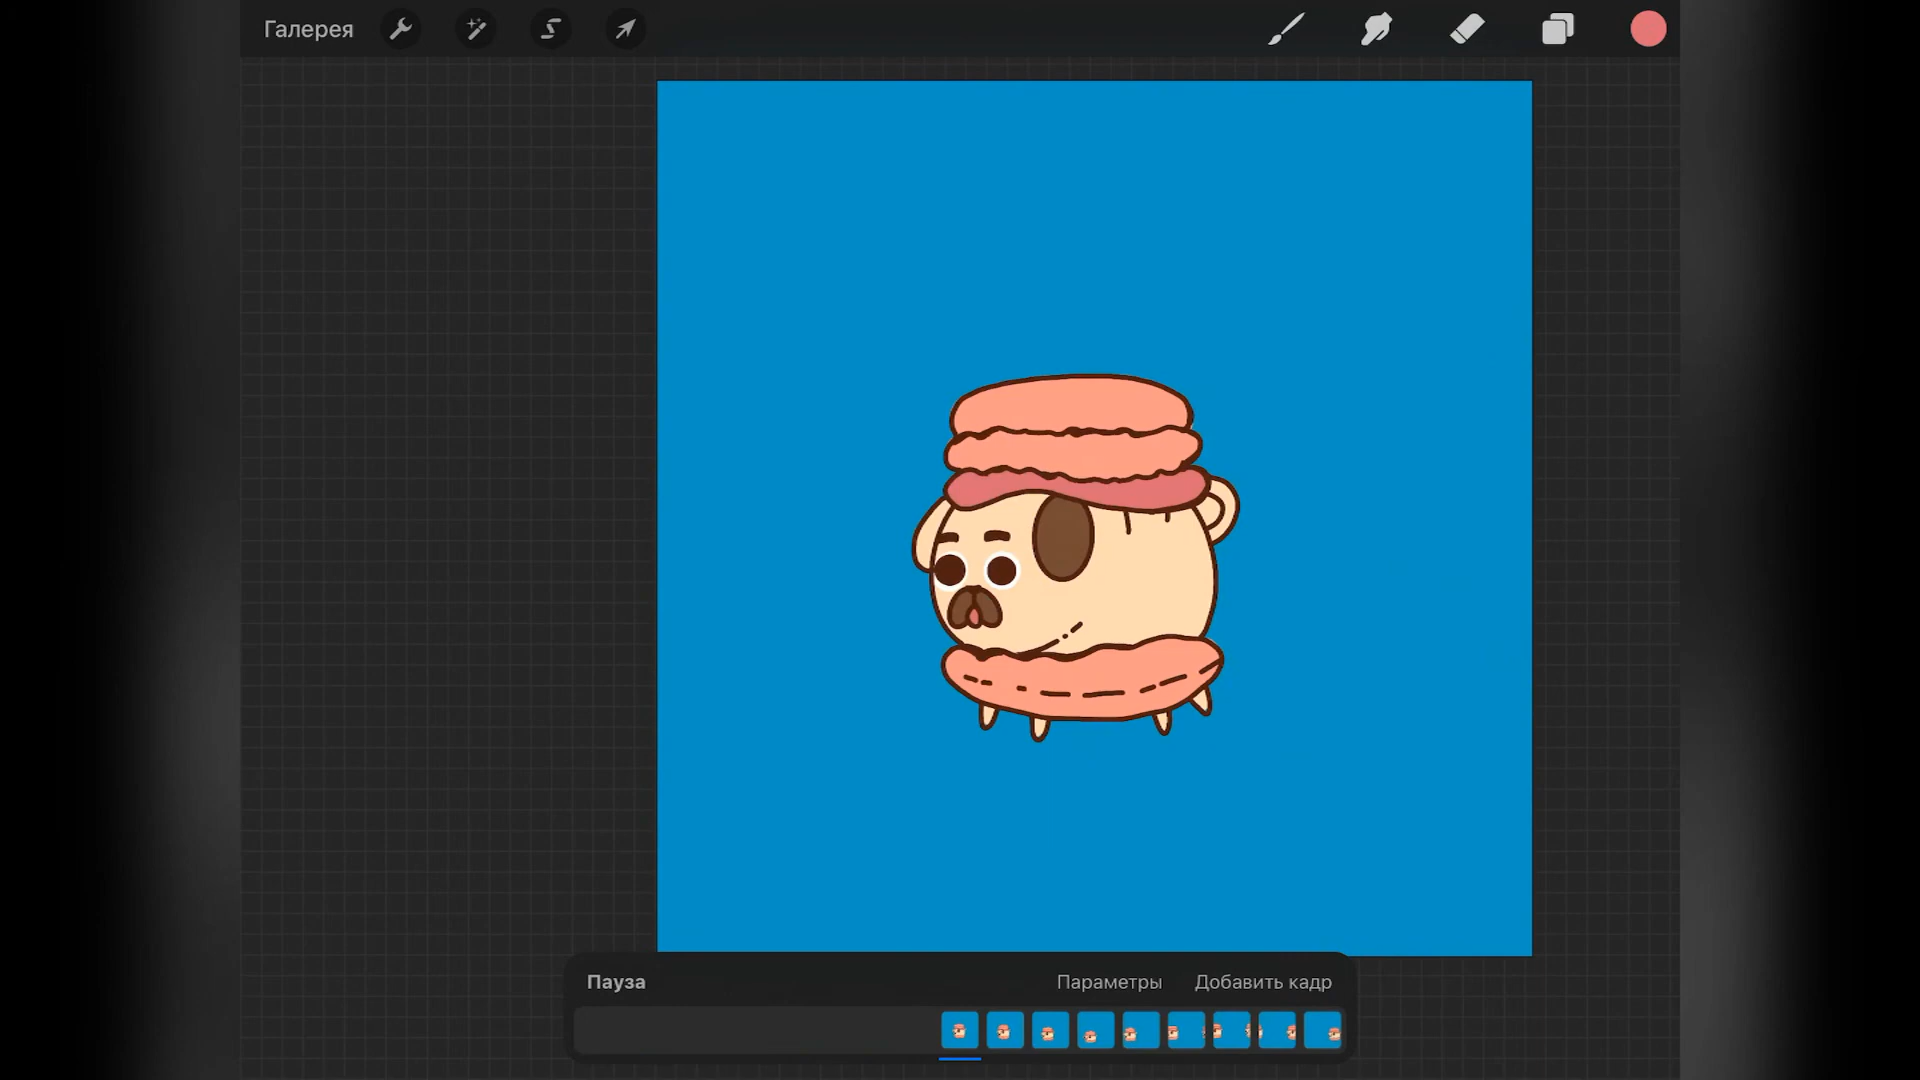 Галерея
Пауза
Параметры
Добавить кадр